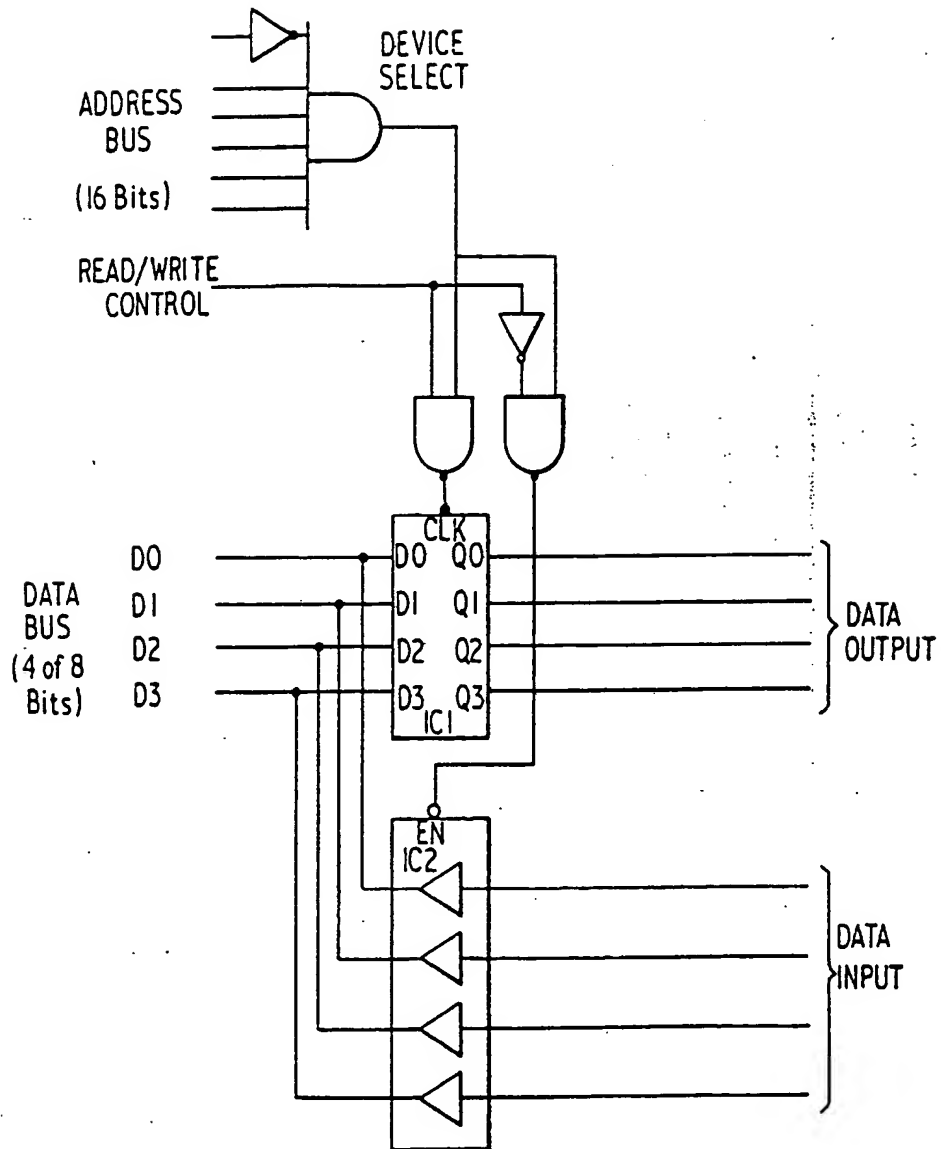 DEVICE
SELECT
ADDRESS
BUS
(16 Bits)
READ/WRITE
CONTROL
CLK
D0
D0 Q0
D1
D1 Q1
D2
D2 Q2
D3
D3 Q3
IC1
DATA
BUS
(4 of 8
Bits)
DATA
OUTPUT
EN
IC2
DATA
INPUT